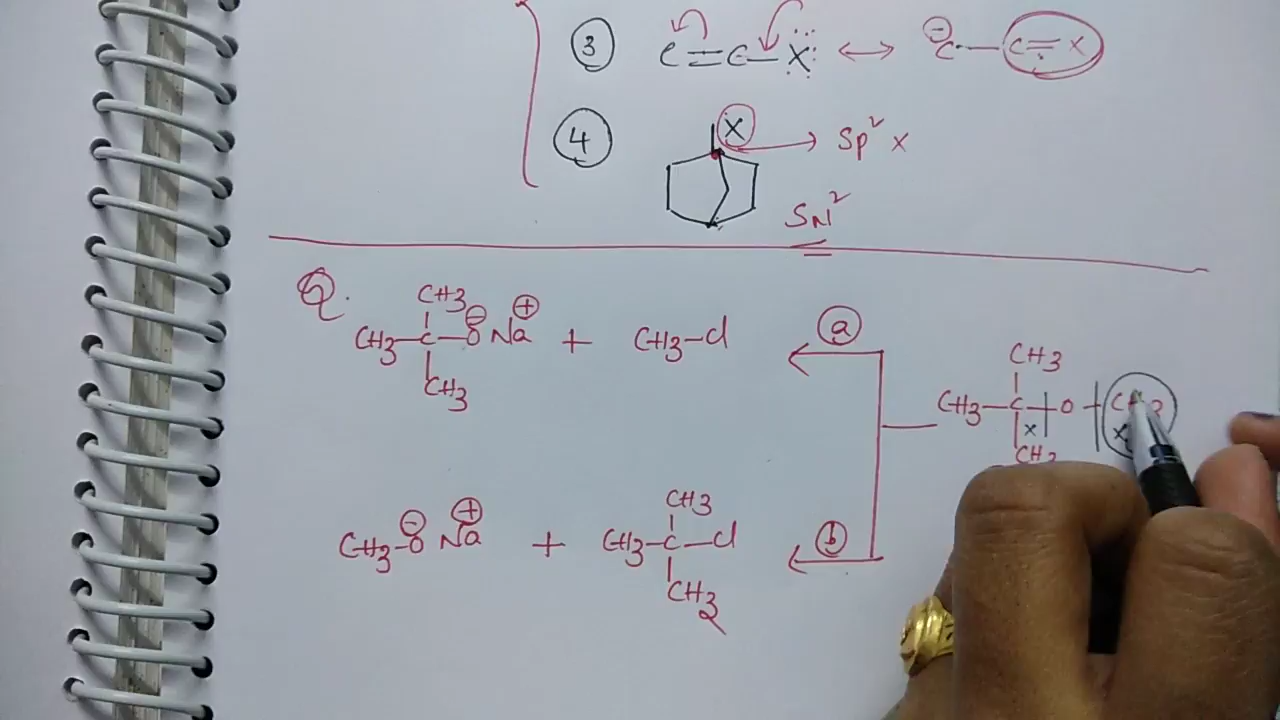 ③ C=C—X ⟷ ⊖C—C=X
④ X → Sp² x
SN²
Q.
CH3
CH3—C—O⊖ Na⊕ + CH3—Cl
CH3
ⓐ
CH3
CH3—C—O—CH3
x x
CH3
CH3
CH3—O⊖ Na⊕ + CH3—C—Cl
CH3
ⓑ